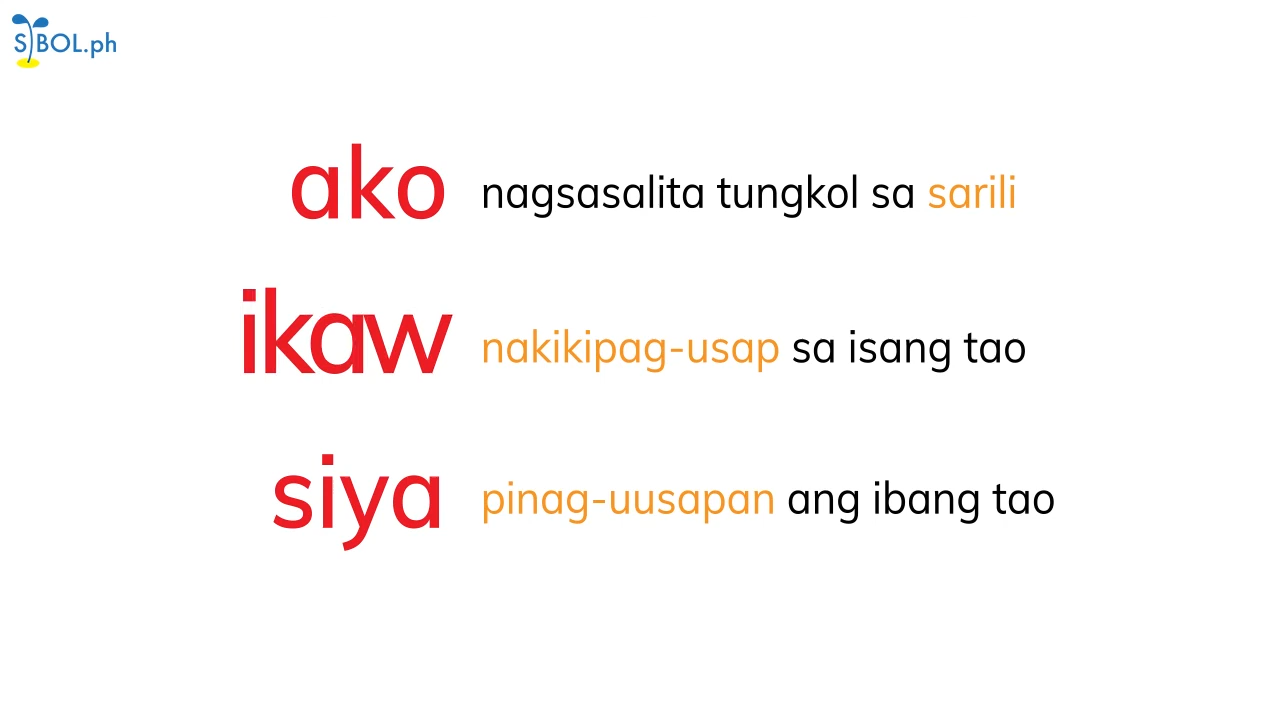 SIBOL.ph
ako nagsasalita tungkol sa sarili
ikaw nakikipag-usap sa isang tao
siya pinag-uusapan ang ibang tao